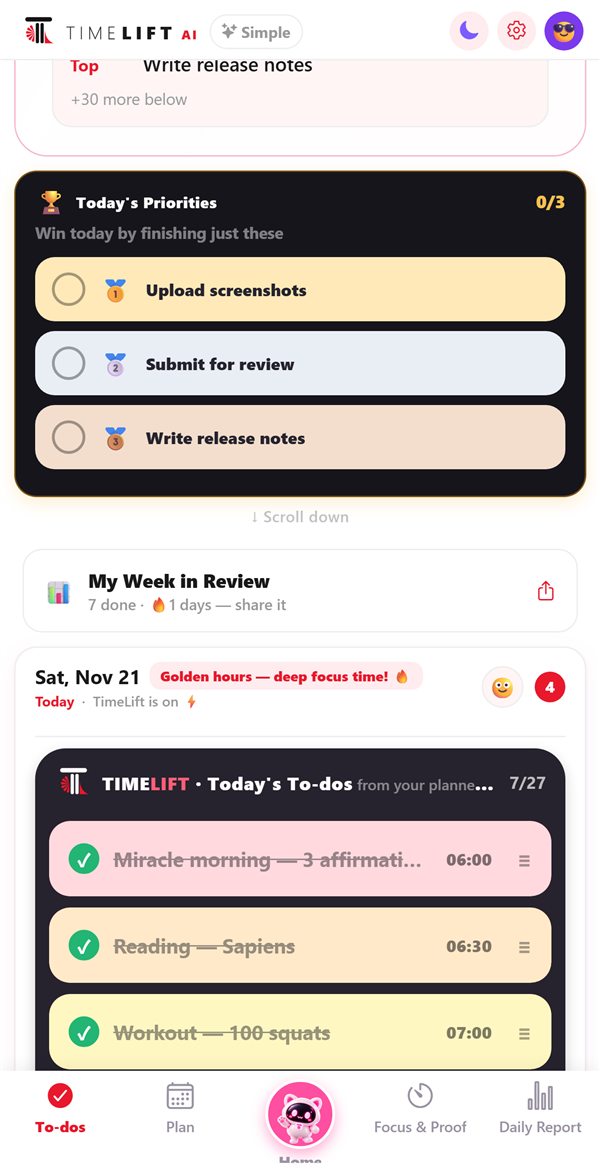 TIMELIFT AI Simple
Top Write release notes
+30 more below
Today's Priorities 0/3
Win today by finishing just these
1 Upload screenshots
2 Submit for review
3 Write release notes
↓ Scroll down
My Week in Review
7 done · 🔥1 days — share it
Sat, Nov 21 Golden hours — deep focus time! 🔥
Today · TimeLift is on ⚡
4
TIMELIFT · Today's To-dos from your planne... 7/27
Miracle morning — 3 affirmati... 06:00
Reading — Sapiens 06:30
Workout — 100 squats 07:00
To-dos Plan Home Focus & Proof Daily Report